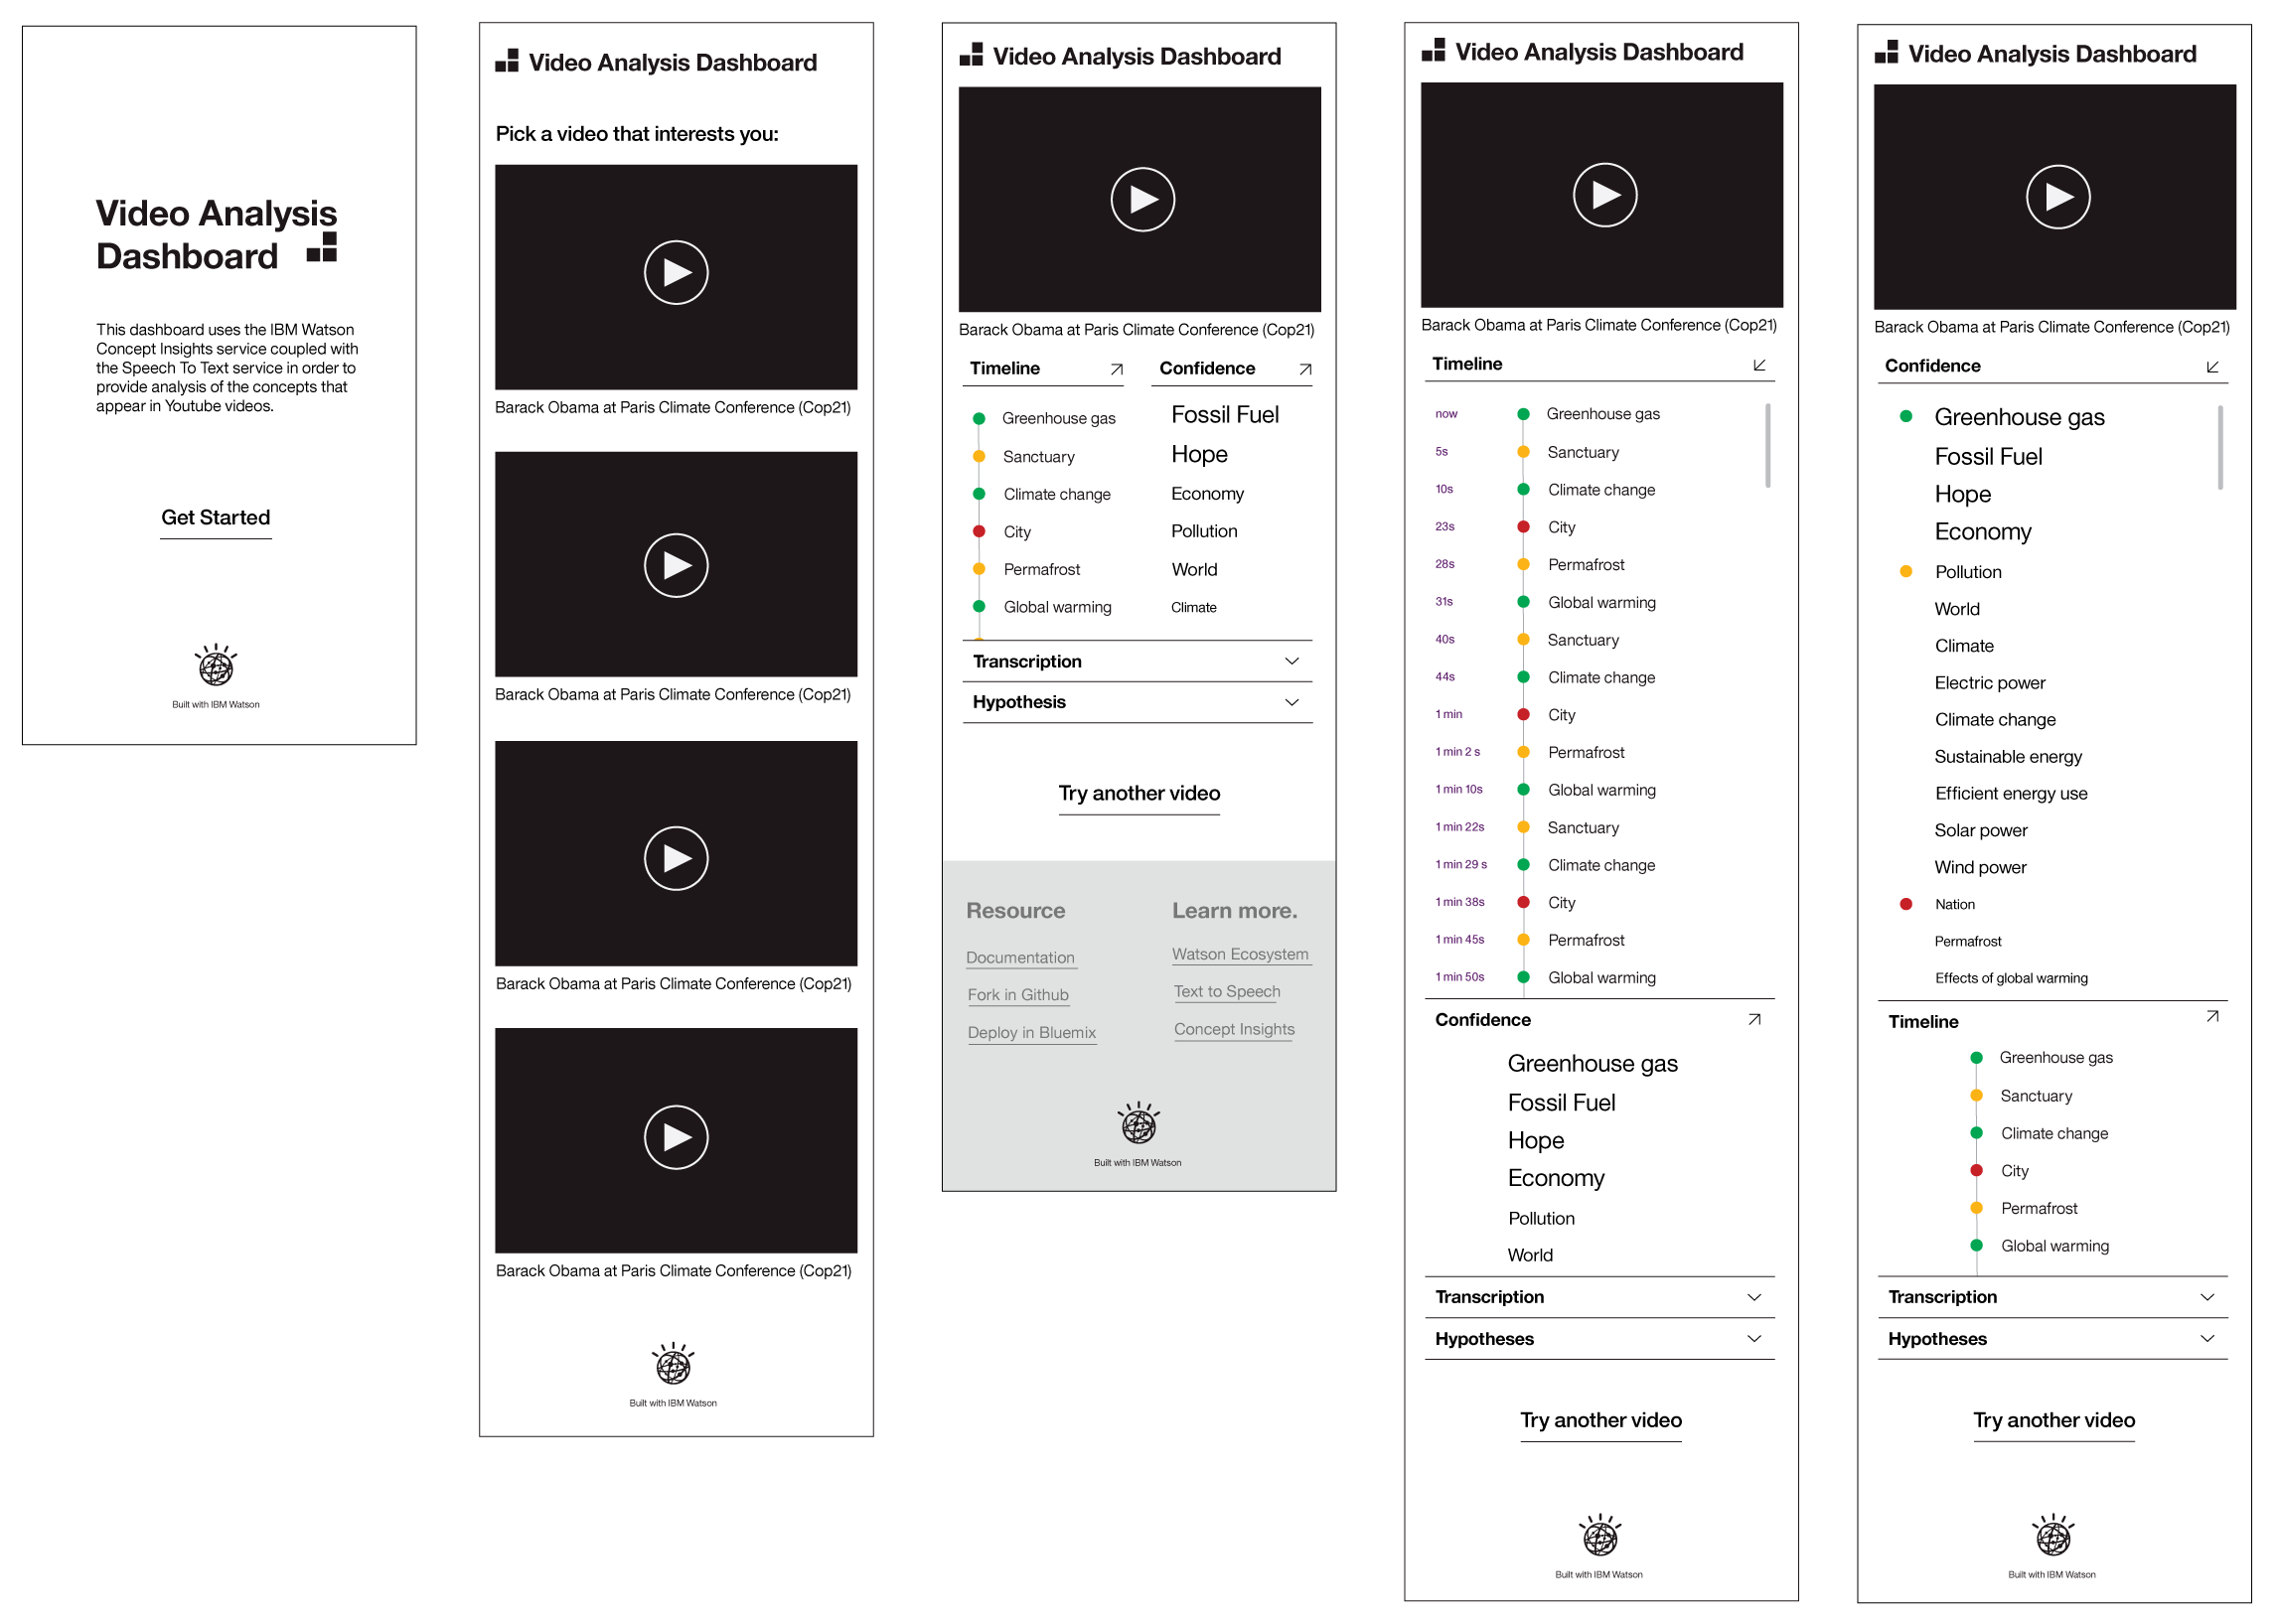 Video Analysis
Dashboard
This dashboard uses the IBM Watson
Concept Insights service coupled with
the Speech To Text service in order to
provide analysis of the concepts that
appear in Youtube videos.
Get Started
Built with IBM Watson
Video Analysis Dashboard
Pick a video that interests you:
Barack Obama at Paris Climate Conference (Cop21)
Barack Obama at Paris Climate Conference (Cop21)
Barack Obama at Paris Climate Conference (Cop21)
Barack Obama at Paris Climate Conference (Cop21)
Built with IBM Watson
Video Analysis Dashboard
Barack Obama at Paris Climate Conference (Cop21)
Timeline
Greenhouse gas
Sanctuary
Climate change
City
Permafrost
Global warming
Confidence
Fossil Fuel
Hope
Economy
Pollution
World
Climate
Transcription
Hypothesis
Try another video
Resource
Documentation
Fork in Github
Deploy in Bluemix
Learn more.
Watson Ecosystem
Text to Speech
Concept Insights
Built with IBM Watson
Video Analysis Dashboard
Barack Obama at Paris Climate Conference (Cop21)
Timeline
now Greenhouse gas
5s Sanctuary
10s Climate change
23s City
28s Permafrost
31s Global warming
40s Sanctuary
44s Climate change
1 min City
1 min 2 s Permafrost
1 min 10s Global warming
1 min 22s Sanctuary
1 min 29 s Climate change
1 min 38s City
1 min 45s Permafrost
1 min 50s Global warming
Confidence
Greenhouse gas
Fossil Fuel
Hope
Economy
Pollution
World
Transcription
Hypotheses
Try another video
Built with IBM Watson
Video Analysis Dashboard
Barack Obama at Paris Climate Conference (Cop21)
Confidence
Greenhouse gas
Fossil Fuel
Hope
Economy
Pollution
World
Climate
Electric power
Climate change
Sustainable energy
Efficient energy use
Solar power
Wind power
Nation
Permafrost
Effects of global warming
Timeline
Greenhouse gas
Sanctuary
Climate change
City
Permafrost
Global warming
Transcription
Hypotheses
Try another video
Built with IBM Watson